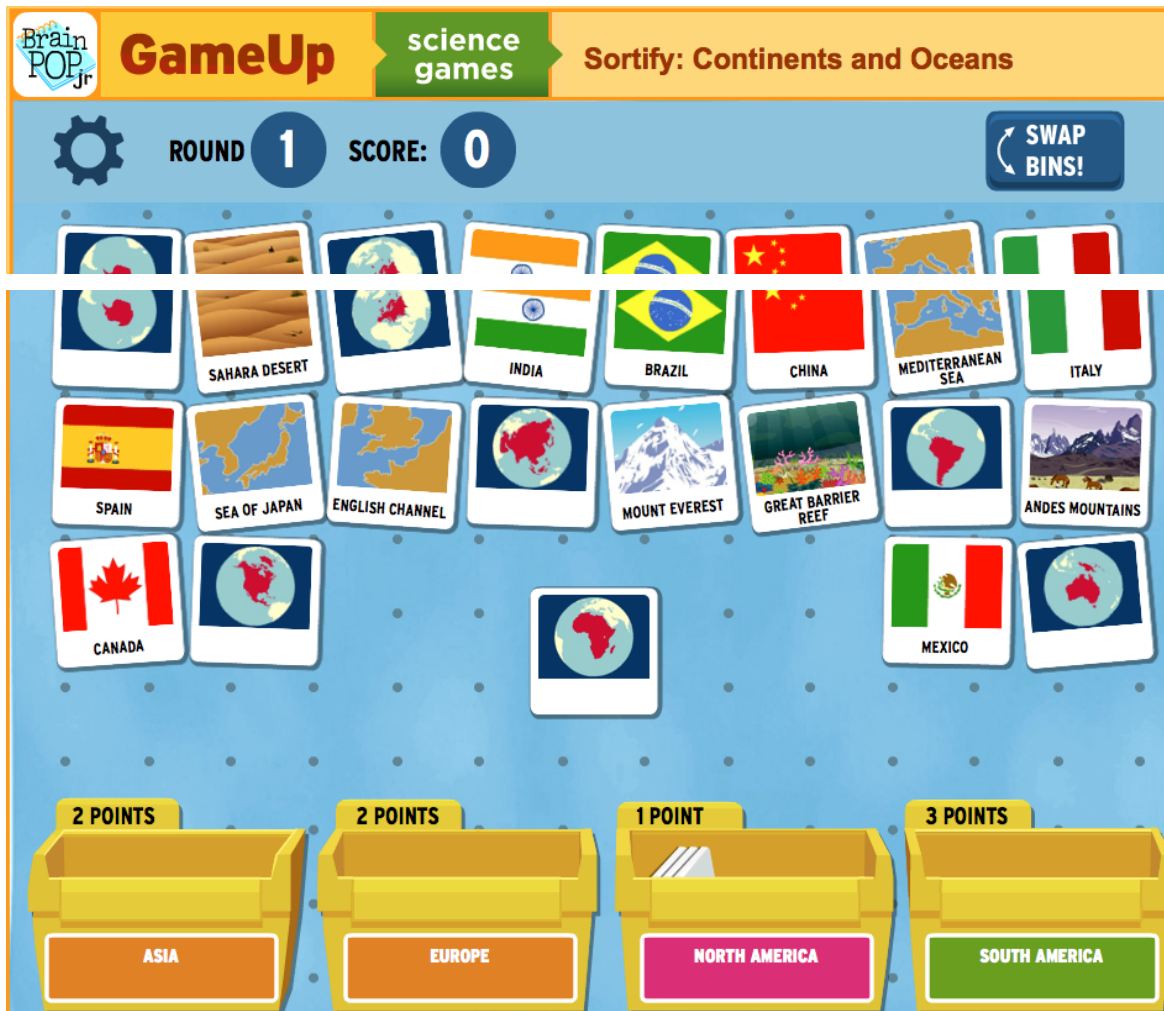 Brain
POP jr
GameUp
science
games
Sortify: Continents and Oceans
ROUND 1 SCORE: 0
SWAP
BINS!
SAHARA DESERT
INDIA
BRAZIL
CHINA
MEDITERRANEAN
SEA
ITALY
SPAIN
SEA OF JAPAN
ENGLISH CHANNEL
MOUNT EVEREST
GREAT BARRIER
REEF
ANDES MOUNTAINS
CANADA
MEXICO
2 POINTS
2 POINTS
1 POINT
3 POINTS
ASIA
EUROPE
NORTH AMERICA
SOUTH AMERICA